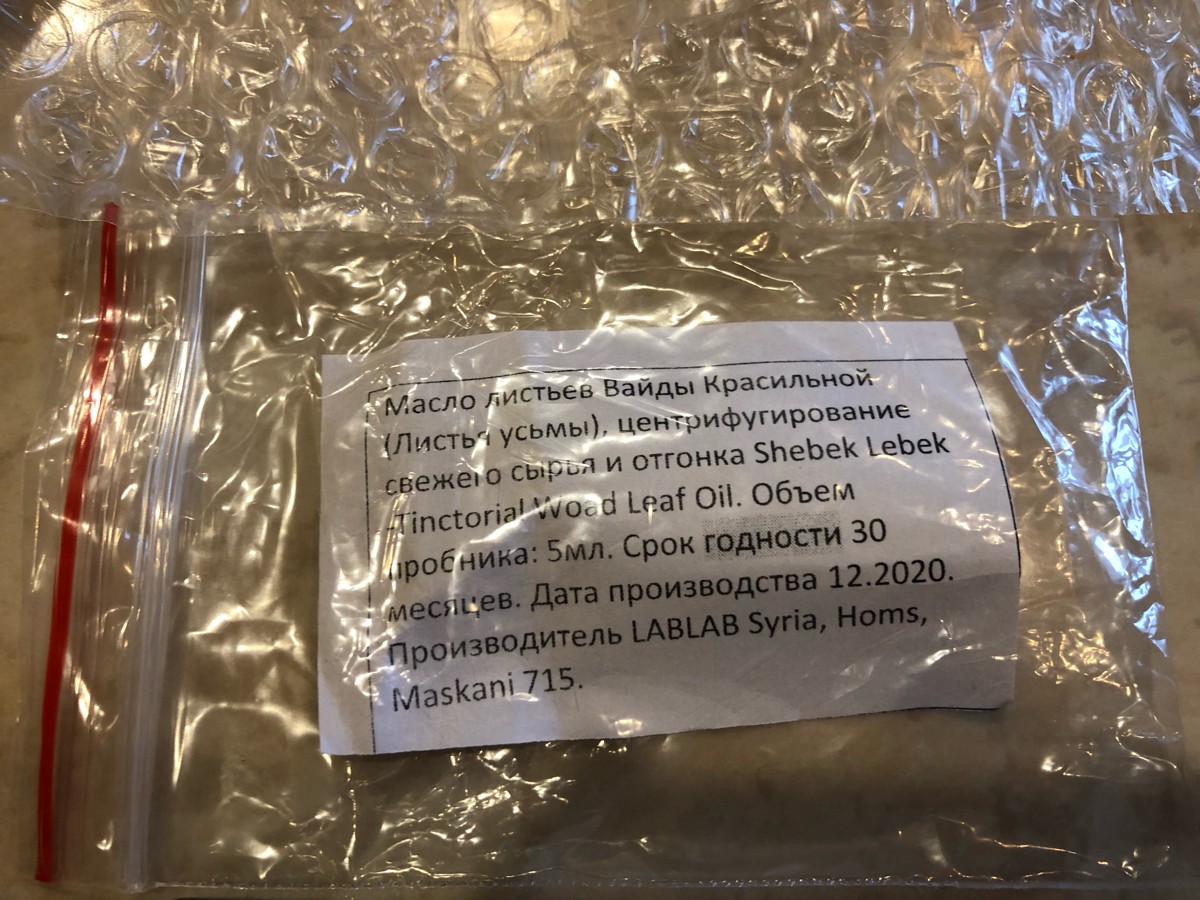 Масло листьев Вайды Красильной
(Листья усьмы), центрифугирование
свежего сырья и отгонка Shebek Lebek
-Tinctorial Woad Leaf Oil. Объем
пробника: 5мл. Срок годности 30
месяцев. Дата производства 12.2020.
Производитель LABLAB Syria, Homs,
Maskani 715.